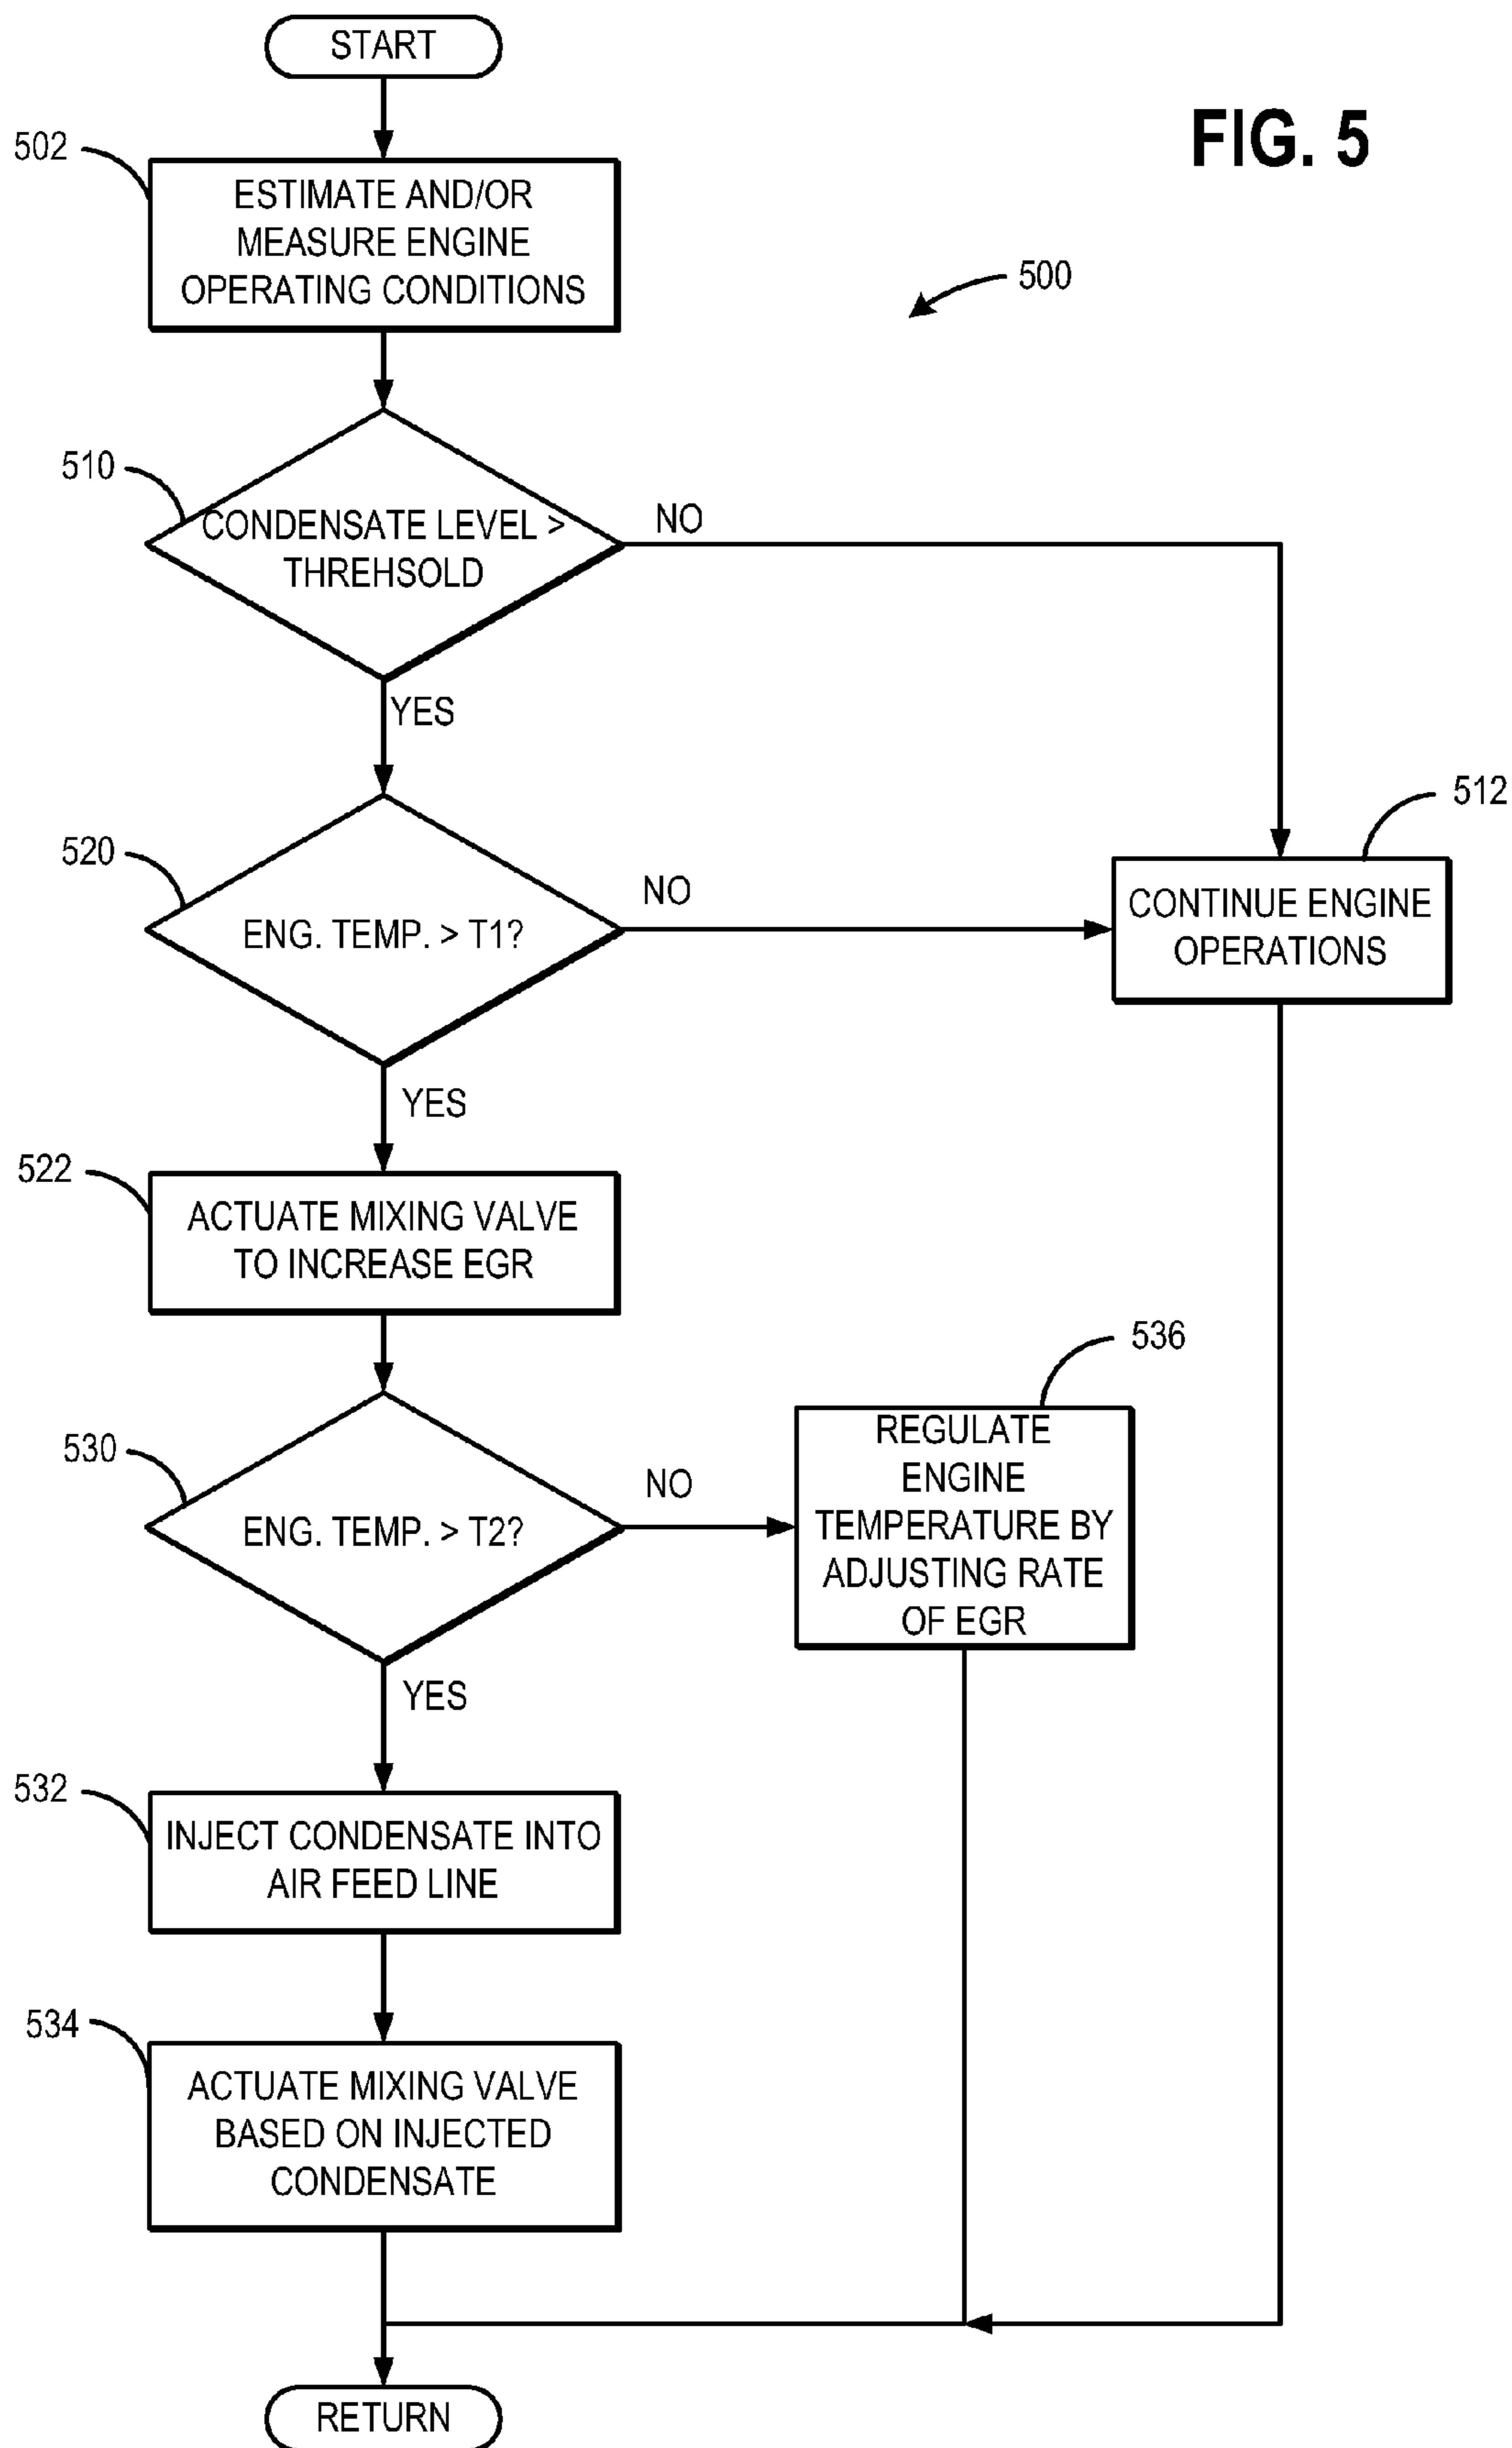 START
FIG. 5
502
ESTIMATE AND/OR
MEASURE ENGINE
OPERATING CONDITIONS
500
510
CONDENSATE LEVEL >
THREHSOLD
NO
YES
512
CONTINUE ENGINE
OPERATIONS
520
ENG. TEMP. > T1?
NO
YES
522
ACTUATE MIXING VALVE
TO INCREASE EGR
530
ENG. TEMP. > T2?
NO
536
REGULATE
ENGINE
TEMPERATURE BY
ADJUSTING RATE
OF EGR
YES
532
INJECT CONDENSATE INTO
AIR FEED LINE
534
ACTUATE MIXING VALVE
BASED ON INJECTED
CONDENSATE
RETURN